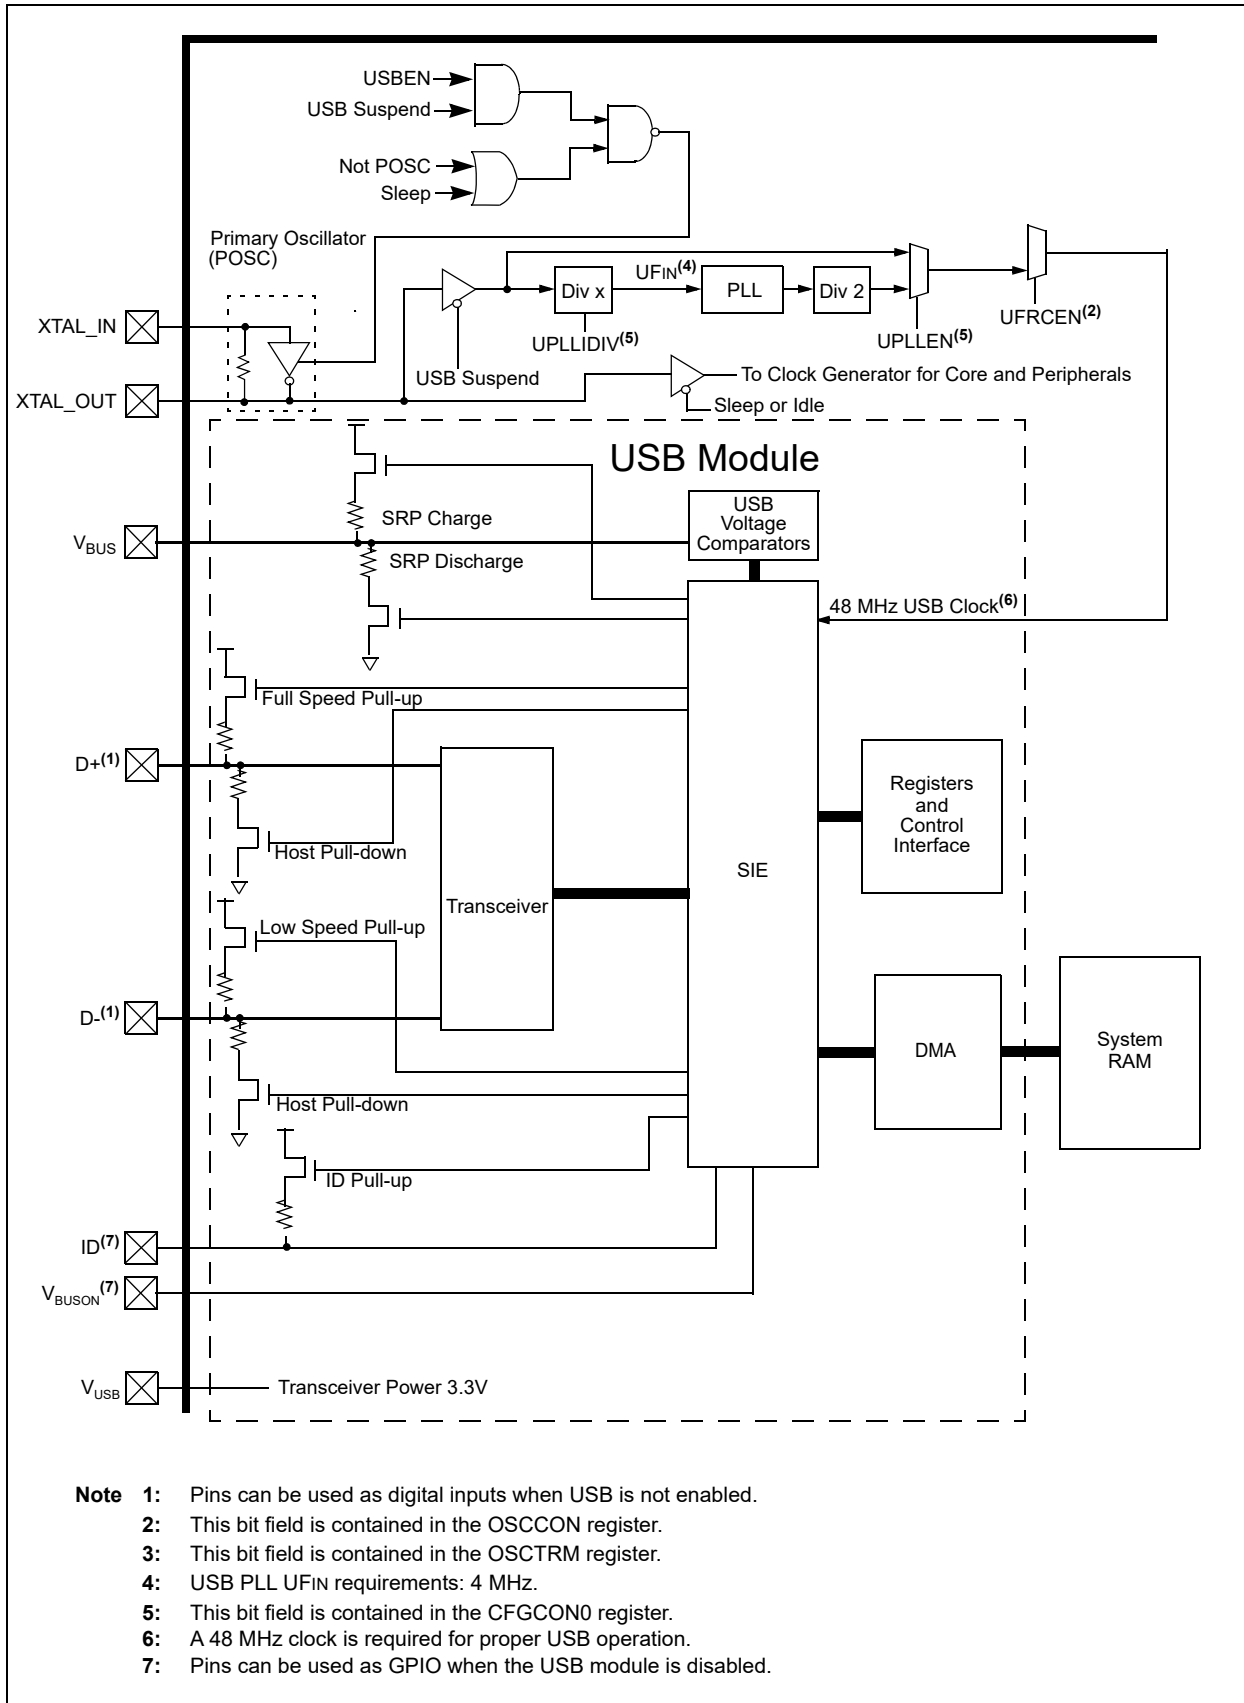 USBEN
USB Suspend
Not POSC
Sleep
Primary Oscillator
(POSC)
UFIN(4)
Div x
PLL
Div 2
UFRCEN(2)
XTAL_IN
UPLLIDIV(5)
UPLLEN(5)
USB Suspend
To Clock Generator for Core and Peripherals
XTAL_OUT
Sleep or Idle
USB Module
USB
Voltage
Comparators
SRP Charge
VBUS
SRP Discharge
48 MHz USB Clock(6)
Full Speed Pull-up
D+(1)
Registers
and
Control
Interface
Host Pull-down
SIE
Transceiver
Low Speed Pull-up
D-(1)
DMA
System
RAM
Host Pull-down
ID Pull-up
ID(7)
VBUSON(7)
VUSB
Transceiver Power 3.3V
Note 1: Pins can be used as digital inputs when USB is not enabled.
2: This bit field is contained in the OSCCON register.
3: This bit field is contained in the OSCTRM register.
4: USB PLL UFIN requirements: 4 MHz.
5: This bit field is contained in the CFGCON0 register.
6: A 48 MHz clock is required for proper USB operation.
7: Pins can be used as GPIO when the USB module is disabled.